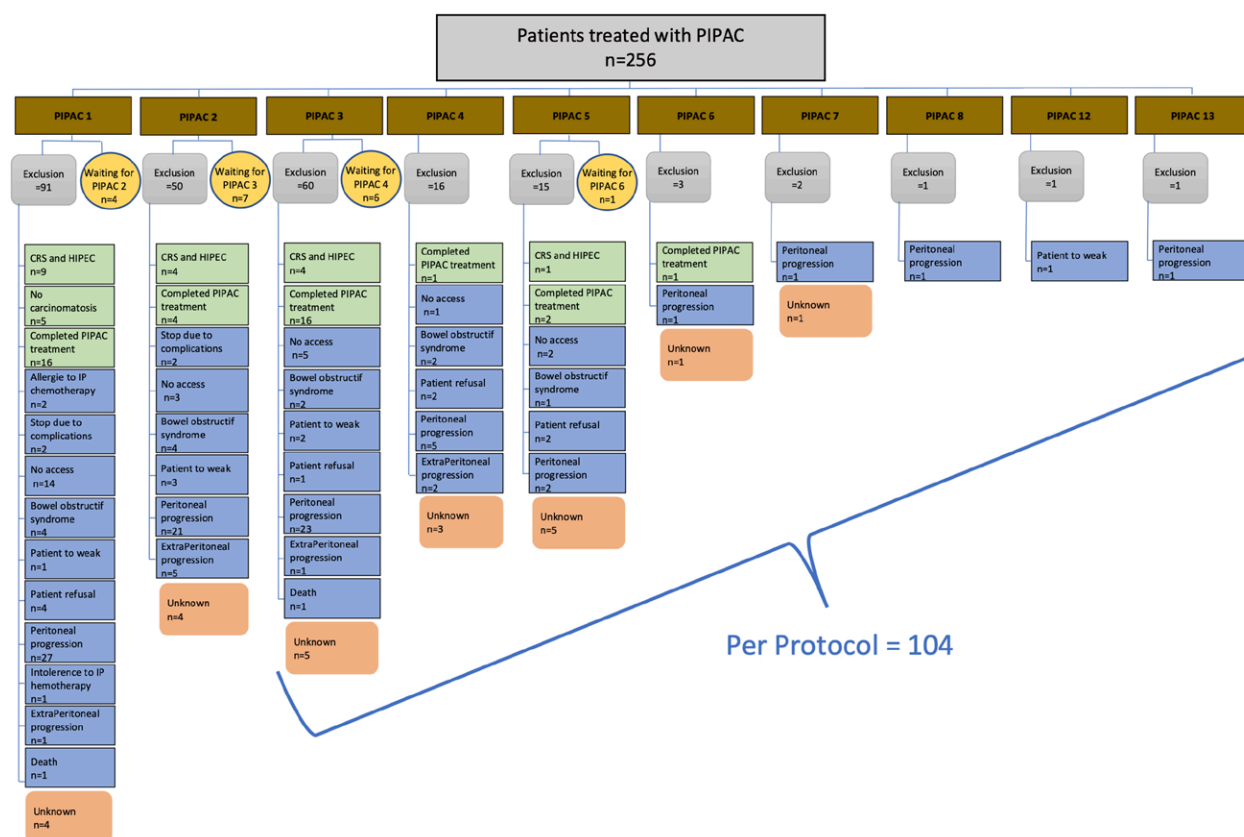 Patients treated with PIPAC
n=256
PIPAC 1
PIPAC 2
PIPAC 3
PIPAC 4
PIPAC 5
PIPAC 6
PIPAC 7
PIPAC 8
PIPAC 12
PIPAC 13
Exclusion
=91
Waiting for
PIPAC 2
n=4
Exclusion
=50
Waiting for
PIPAC 3
n=7
Exclusion
=60
Waiting for
PIPAC 4
n=6
Exclusion
=16
Exclusion
=15
Waiting for
PIPAC 6
n=1
Exclusion
=3
Exclusion
=2
Exclusion
=1
Exclusion
=1
Exclusion
=1
CRS and HIPEC
n=9
No
carcinomatosis
n=5
Completed PIPAC
treatment
n=16
Allergie to IP
chemotherapy
n=2
Stop due to
complications
n=2
No access
n=14
Bowel obstructif
syndrome
n=4
Patient to weak
n=1
Patient refusal
n=4
Peritoneal
progression
n=27
Intolerence to IP
hemotherapy
n=1
ExtraPeritoneal
progression
n=1
Death
n=1
Unknown
n=4
CRS and HIPEC
n=4
Completed PIPAC
treatment
n=4
Stop due to
complications
n=2
No access
n=3
Bowel obstructif
syndrome
n=4
Patient to weak
n=3
Peritoneal
progression
n=21
ExtraPeritoneal
progression
n=5
Unknown
n=4
CRS and HIPEC
n=4
Completed PIPAC
treatment
n=16
No access
n=5
Bowel obstructif
syndrome
n=2
Patient to weak
n=2
Patient refusal
n=1
Peritoneal
progression
n=23
ExtraPeritoneal
progression
n=1
Death
n=1
Unknown
n=5
Completed
PIPAC treatment
n=1
No access
n=1
Bowel obstructif
syndrome
n=2
Patient refusal
n=2
Peritoneal
progression
n=5
ExtraPeritoneal
progression
n=2
Unknown
n=3
CRS and HIPEC
n=1
Completed PIPAC
treatment
n=2
No access
n=2
Bowel obstructif
syndrome
n=1
Patient refusal
n=2
Peritoneal
progression
n=2
Unknown
n=5
Completed PIPAC
treatment
n=1
Peritoneal
progression
n=1
Unknown
n=1
Peritoneal
progression
n=1
Unknown
n=1
Peritoneal
progression
n=1
Patient to weak
n=1
Peritoneal
progression
n=1
Per Protocol = 104